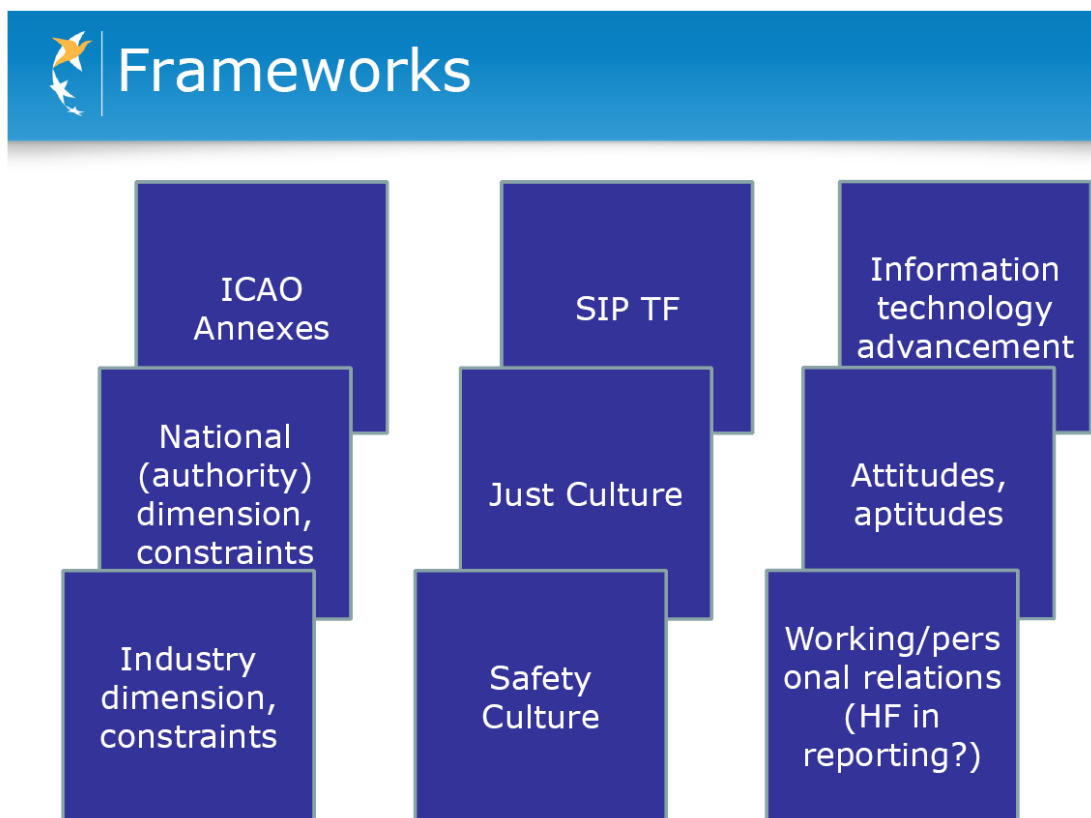 Frameworks
ICAO
Annexes
SIP TF
Information
technology
advancement
National
(authority)
dimension,
constraints
Just Culture
Attitudes,
aptitudes
Industry
dimension,
constraints
Safety
Culture
Working/pers
onal relations
(HF in
reporting?)